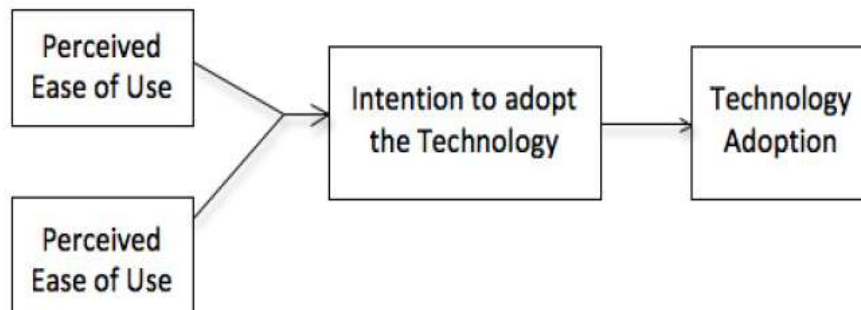 Perceived
Ease of Use
Intention to adopt
the Technology
Technology
Adoption
Perceived
Ease of Use